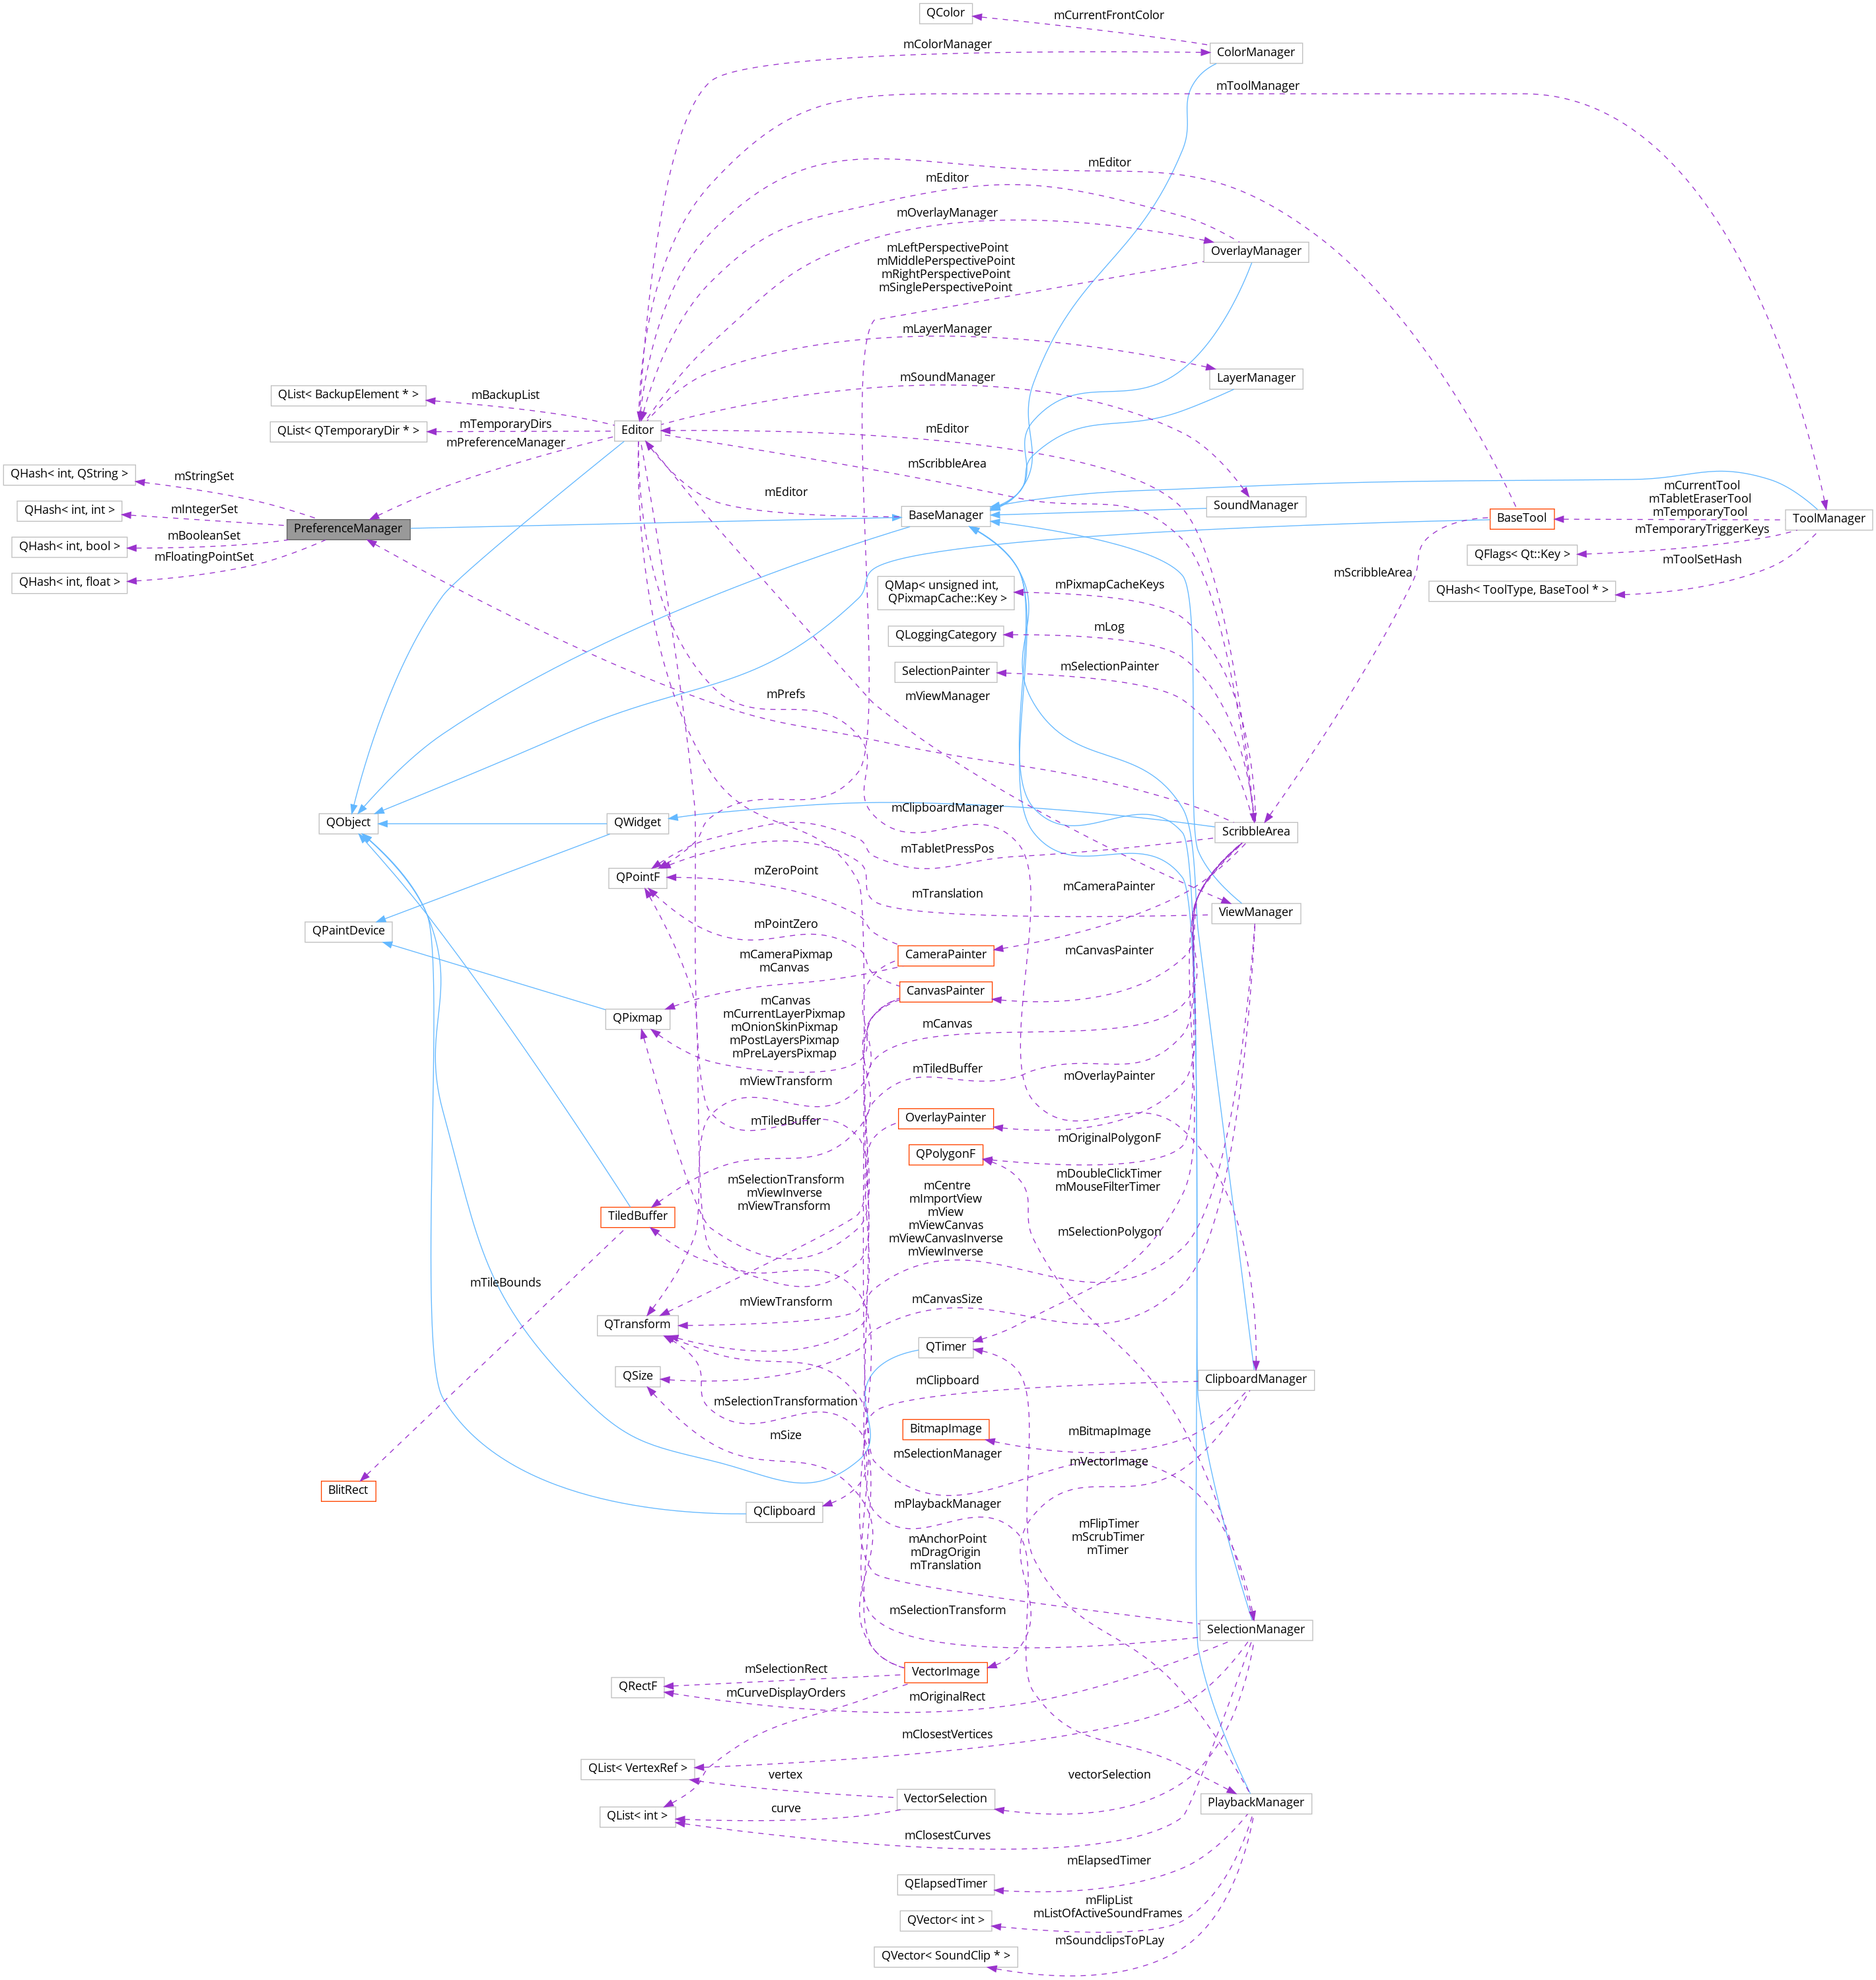 QColor
mCurrentFrontColor
mColorManager
ColorManager
mToolManager
mEditor
mEditor
mOverlayManager
OverlayManager
mLeftPerspectivePoint
mMiddlePerspectivePoint
mRightPerspectivePoint
mSinglePerspectivePoint
mLayerManager
LayerManager
mSoundManager
QList< BackupElement * >
mBackupList
QList< QTemporaryDir * >
mTemporaryDirs
mPreferenceManager
Editor
mEditor
mScribbleArea
QHash< int, QString >
mStringSet
QHash< int, int >
mIntegerSet
PreferenceManager
QHash< int, bool >
mBooleanSet
QHash< int, float >
mFloatingPointSet
mEditor
BaseManager
SoundManager
BaseTool
mCurrentTool
mTabletEraserTool
mTemporaryTool
mTemporaryTriggerKeys
ToolManager
QFlags< Qt::Key >
mToolSetHash
QHash< ToolType, BaseTool * >
mScribbleArea
QMap< unsigned int,
QPixmapCache::Key >
mPixmapCacheKeys
QLoggingCategory
mLog
SelectionPainter
mSelectionPainter
mPrefs
mViewManager
QObject
QWidget
mClipboardManager
ScribbleArea
mTabletPressPos
QPointF
mZeroPoint
mTranslation
mCameraPainter
ViewManager
QPaintDevice
mPointZero
CameraPainter
mCanvasPainter
mCameraPixmap
mCanvas
CanvasPainter
QPixmap
mCanvas
mCurrentLayerPixmap
mOnionSkinPixmap
mPostLayersPixmap
mPreLayersPixmap
mCanvas
mViewTransform
mTiledBuffer
mOverlayPainter
mTiledBuffer
OverlayPainter
QPolygonF
mOriginalPolygonF
mSelectionTransform
mViewInverse
mViewTransform
mDoubleClickTimer
mMouseFilterTimer
mCentre
mImportView
mView
mViewCanvas
mViewCanvasInverse
mViewInverse
TiledBuffer
mSelectionPolygon
mTileBounds
mViewTransform
mCanvasSize
QTransform
QTimer
QSize
mClipboard
ClipboardManager
mSelectionTransformation
mSize
BitmapImage
mBitmapImage
mSelectionManager
mVectorImage
BlitRect
QClipboard
mPlaybackManager
mFlipTimer
mScrubTimer
mTimer
mAnchorPoint
mDragOrigin
mTranslation
mSelectionTransform
SelectionManager
VectorImage
mSelectionRect
QRectF
mCurveDisplayOrders
mOriginalRect
mClosestVertices
QList< VertexRef >
vertex
vectorSelection
VectorSelection
PlaybackManager
QList< int >
curve
mClosestCurves
mElapsedTimer
QElapsedTimer
mFlipList
mListOfActiveSoundFrames
QVector< int >
mSoundclipsToPLay
QVector< SoundClip * >